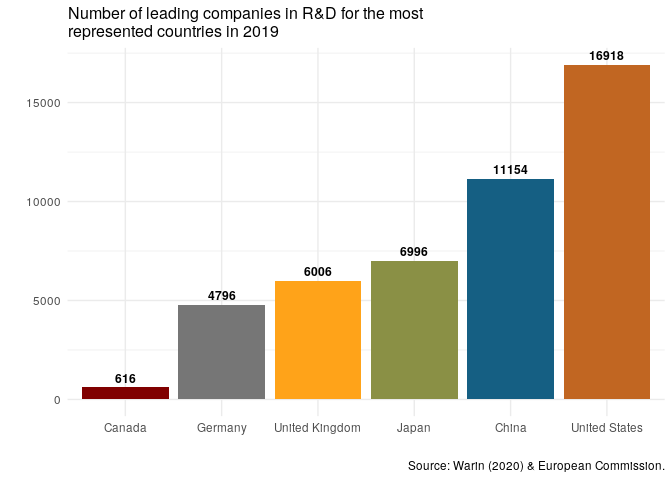 Number of leading companies in R&D for the most
represented countries in 2019
16918
15000
11154
10000
6996
6006
5000
4796
616
0
Canada Germany United Kingdom Japan China United States
Source: Warin (2020) & European Commission.